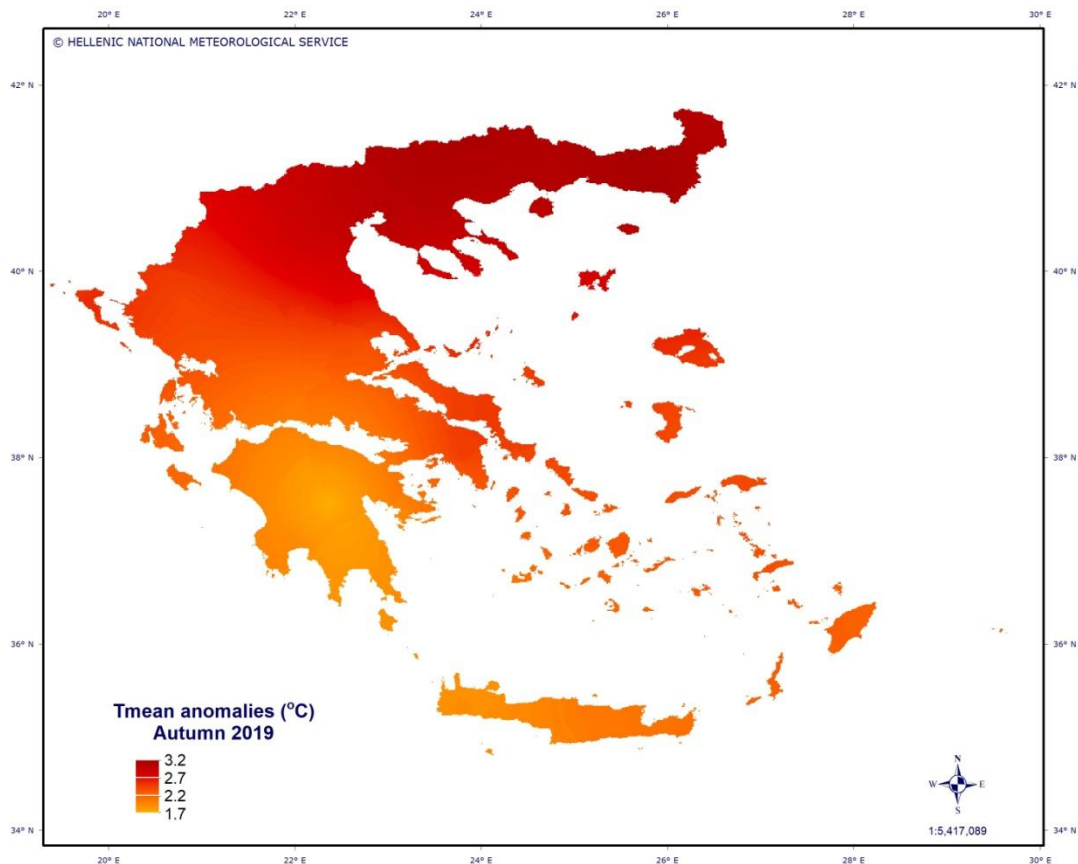 20° E 22° E 24° E 26° E 28° E 30° E
© HELLENIC NATIONAL METEOROLOGICAL SERVICE
42° N 42° N
40° N 40° N
38° N 38° N
36° N 36° N
Tmean anomalies (°C)
Autumn 2019
3.2
2.7
2.2
1.7
N
W E
S
1:5,417,089
34° N 34° N
20° E 22° E 24° E 26° E 28° E 30° E